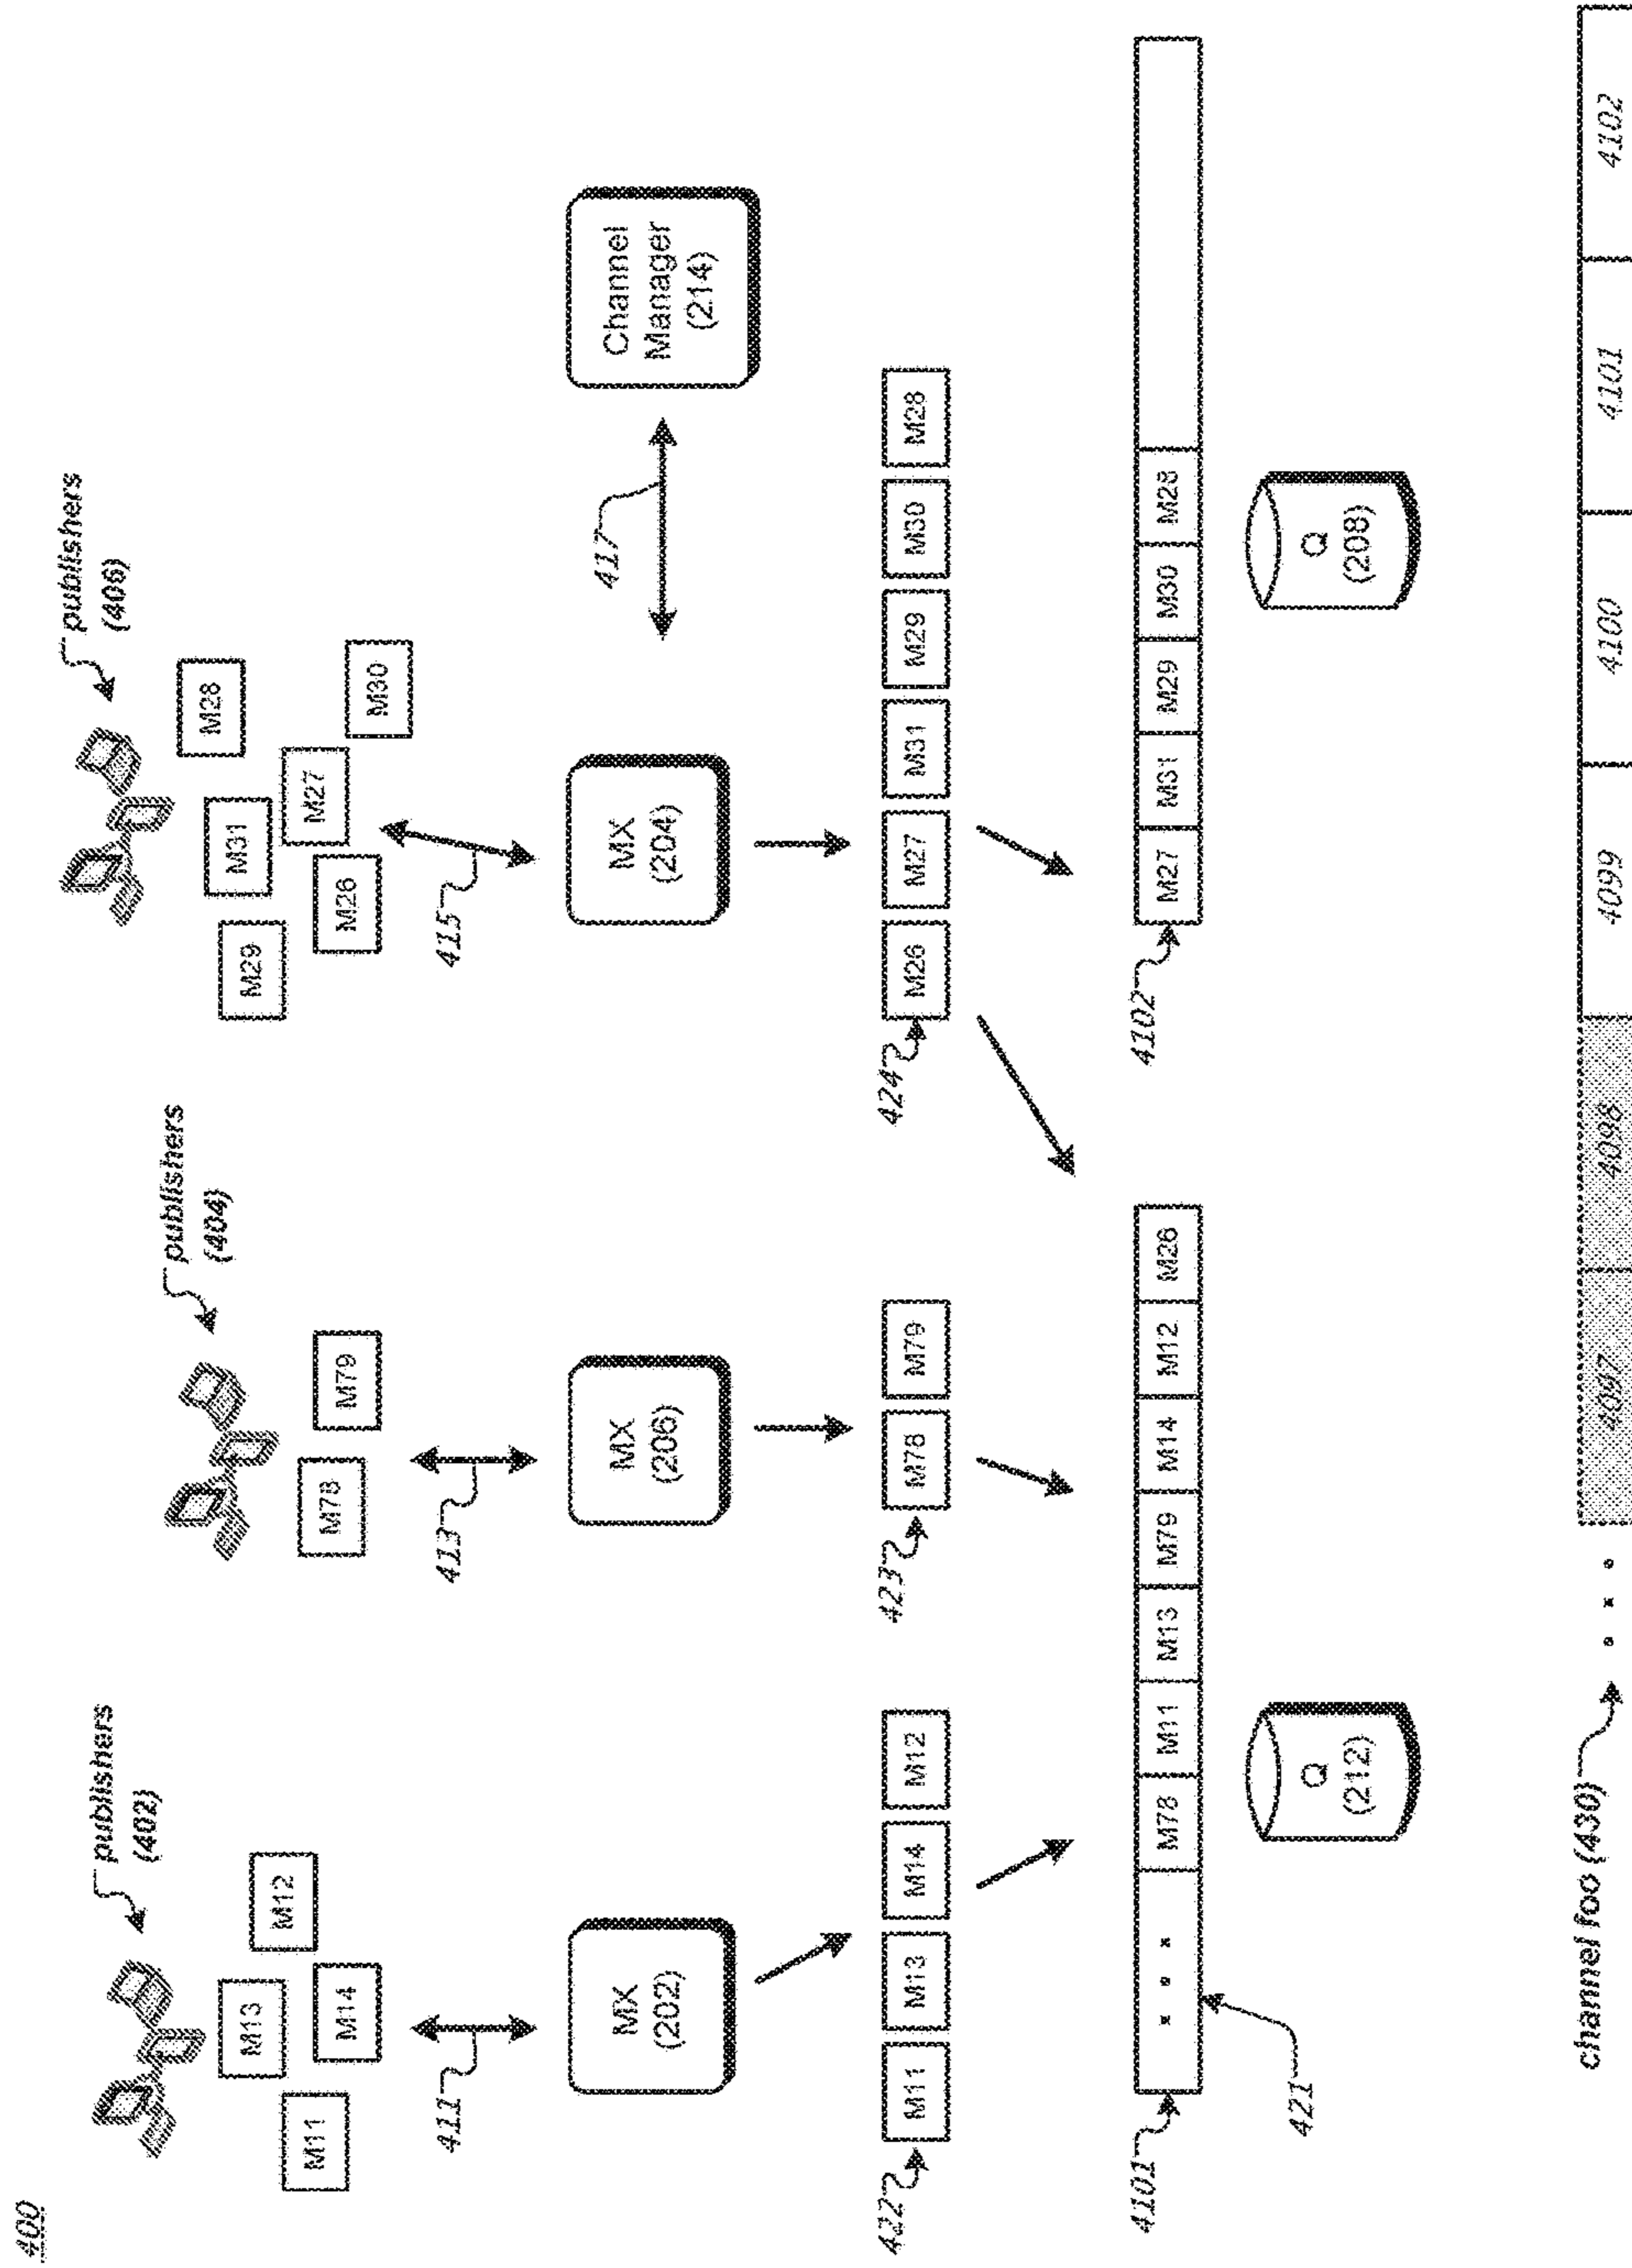 400
publishers
(402)
publishers
(404)
publishers
(406)
M11
M13
M14
M12
M78
M79
M29
M26
M31
M27
M28
M30
411
413
415
417
MX
(202)
MX
(206)
MX
(204)
Channel
Manager
(214)
422
M11
M13
M14
M12
423
M78
M79
424
M26
M27
M31
M29
M30
M28
4101
M78
M11
M13
M79
M14
M12
M26
421
4102
M27
M31
M29
M30
M28
Q
(212)
Q
(208)
channel foo (430)
4097
4098
4099
4100
4101
4102